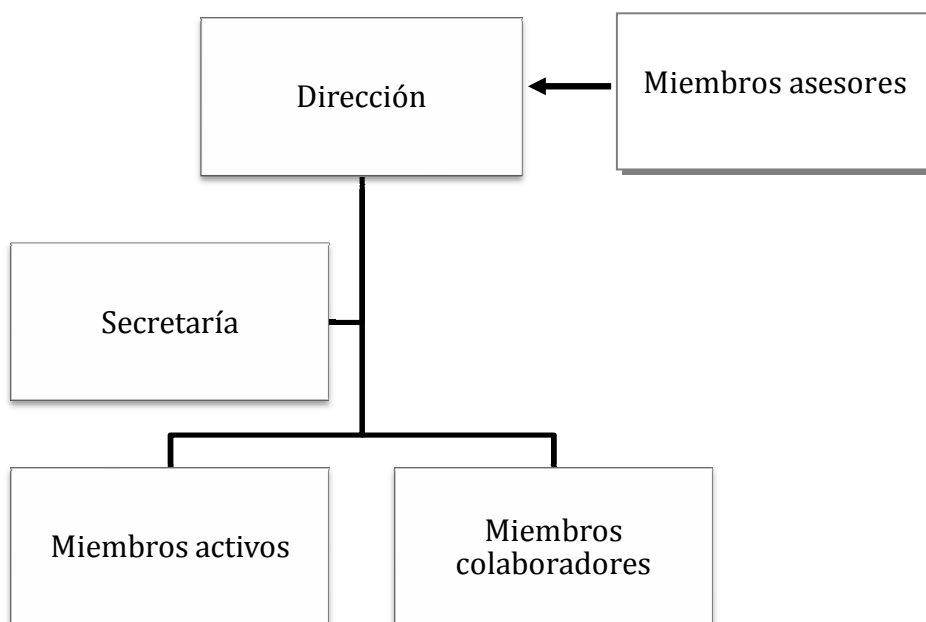 Dirección
Miembros asesores
Secretaría
Miembros activos
Miembros
colaboradores